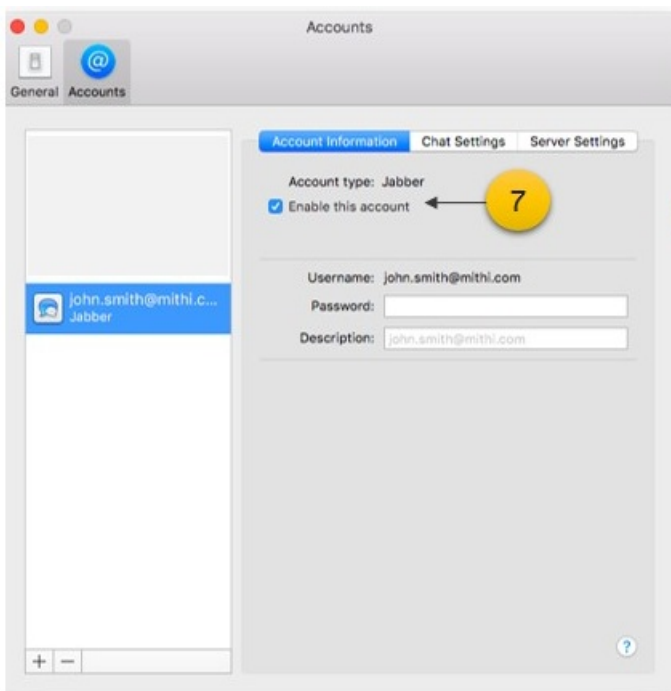 Accounts
General Accounts
Account Information Chat Settings Server Settings
Account type: Jabber
Enable this account
7
john.smith@mithi.c...
Jabber
Username: john.smith@mithi.com
Password:
Description: john.smith@mithi.com
+ −
?